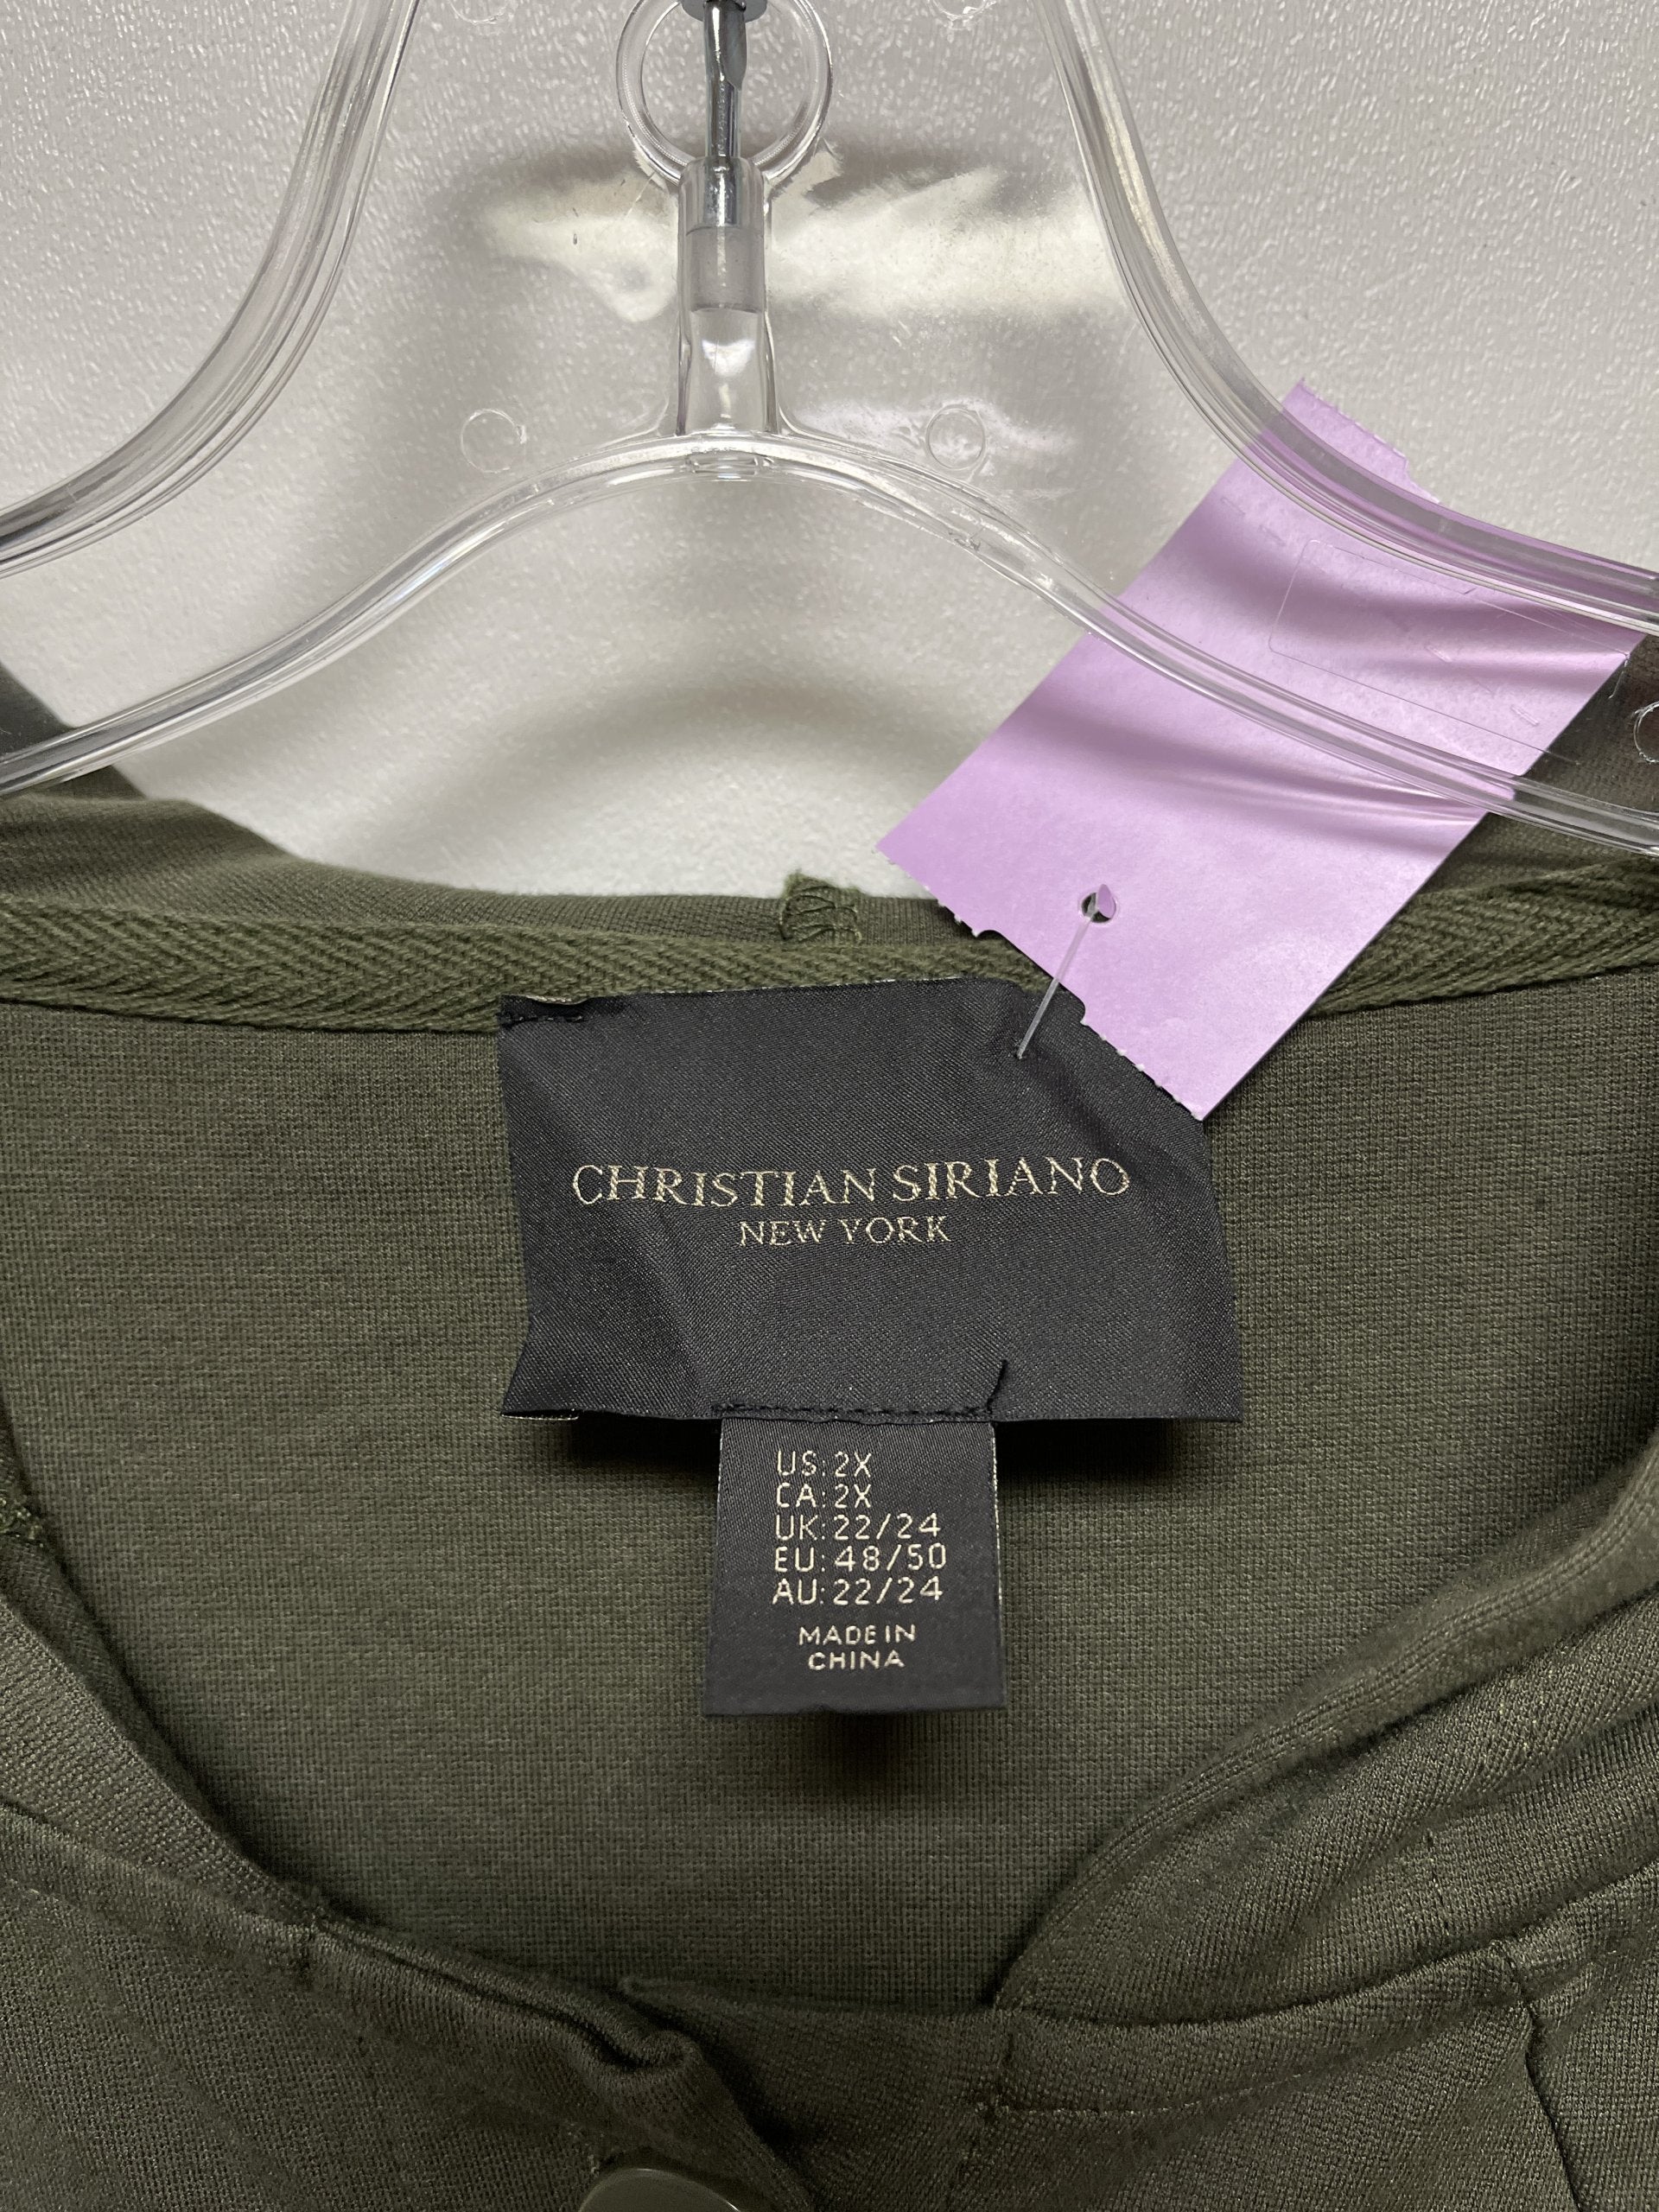 CHRISTIAN SIRIANO
NEW YORK
US: 2X
CA: 2X
UK: 22/24
EU: 48/50
AU: 22/24
MADE IN
CHINA